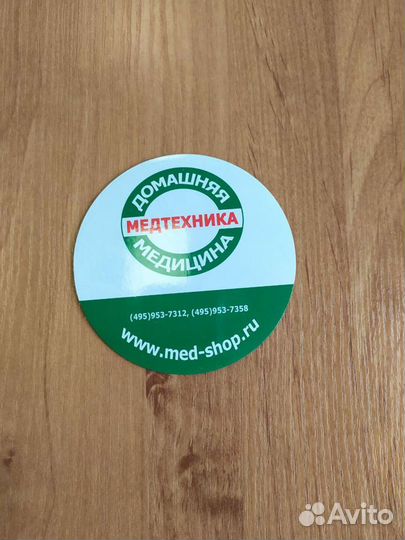 ДОМАШНЯЯ
МЕДТЕХНИКА
МЕДИЦИНА
(495)953-7312, (495)953-7358
www.med-shop.ru
Avito